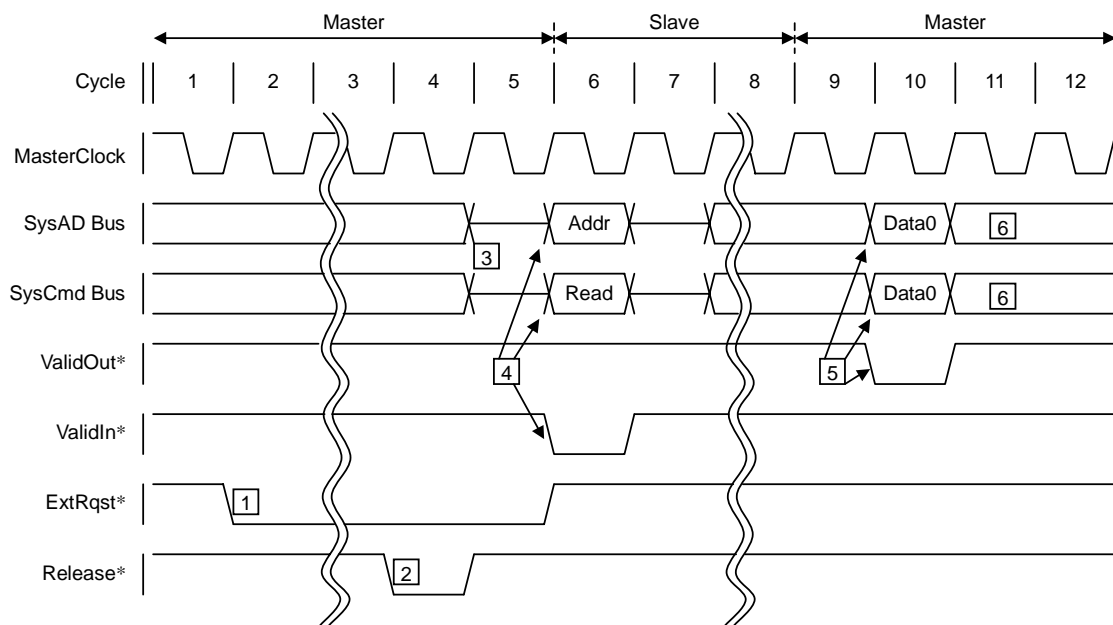 Master Slave Master
Cycle 1 2 3 4 5 6 7 8 9 10 11 12
MasterClock
SysAD Bus Addr Data0 6
3
SysCmd Bus Read Data0 6
ValidOut* 4 5
ValidIn*
ExtRqst* 1
Release* 2